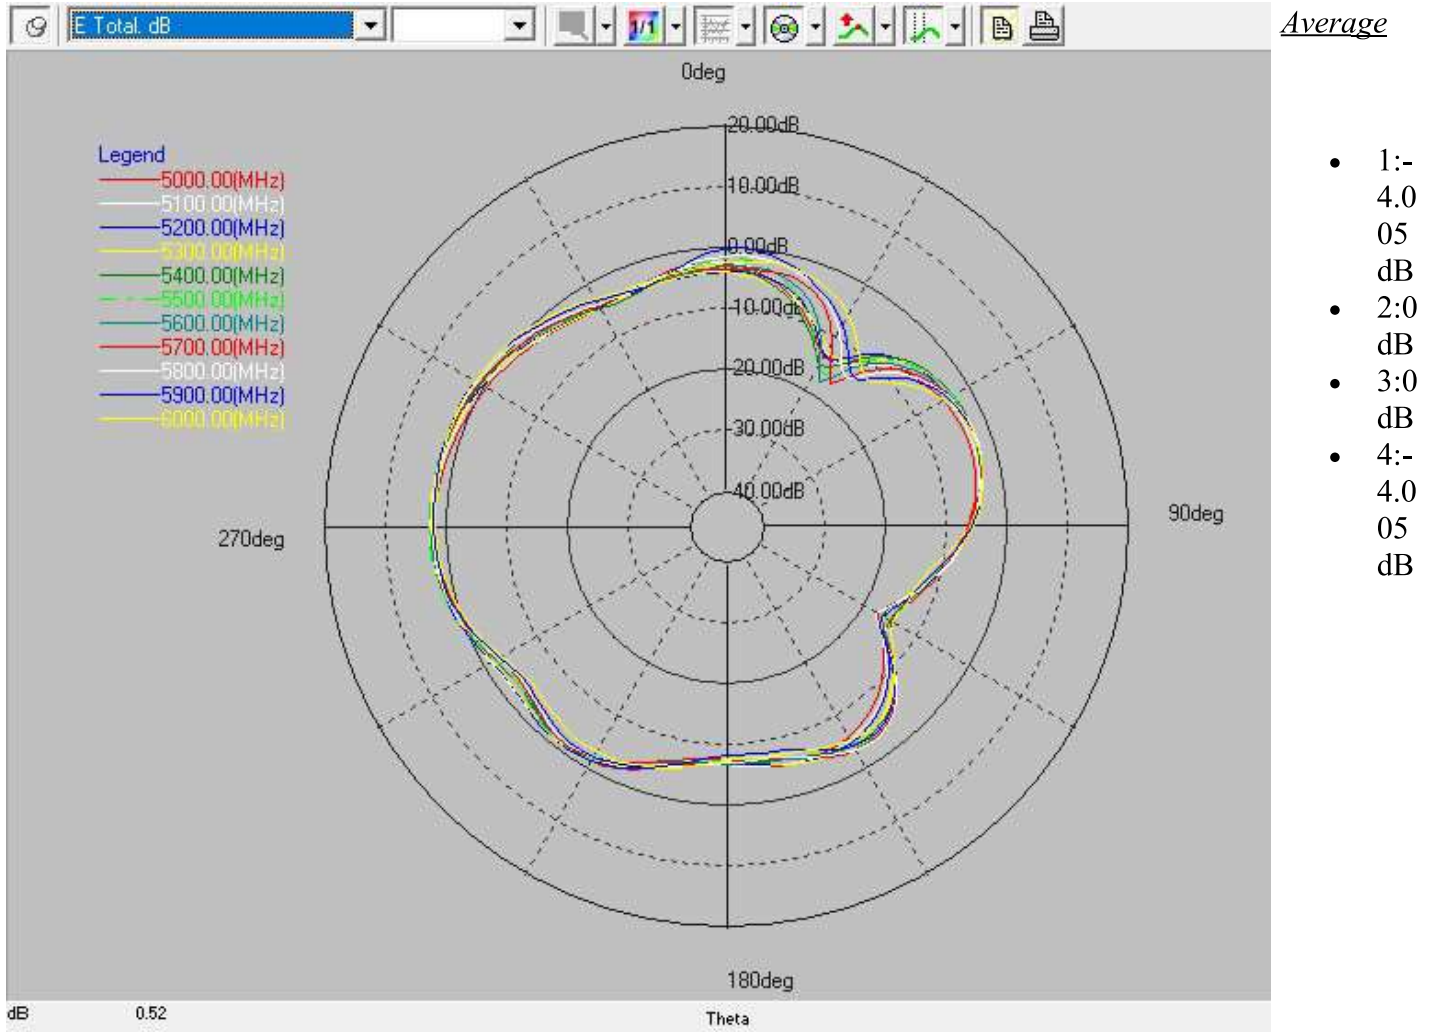 E Total. dB
1/1
Average
0deg
20.00dB
10.00dB
0.00dB
-10.00dB
-20.00dB
-30.00dB
-40.00dB
Legend
5000.00(MHz)
5100.00(MHz)
5200.00(MHz)
5300.00(MHz)
5400.00(MHz)
5500.00(MHz)
5600.00(MHz)
5700.00(MHz)
5800.00(MHz)
5900.00(MHz)
6000.00(MHz)
270deg
90deg
180deg
dB 0.52
Theta
• 1:-
4.0
05
dB
• 2:0
dB
• 3:0
dB
• 4:-
4.0
05
dB